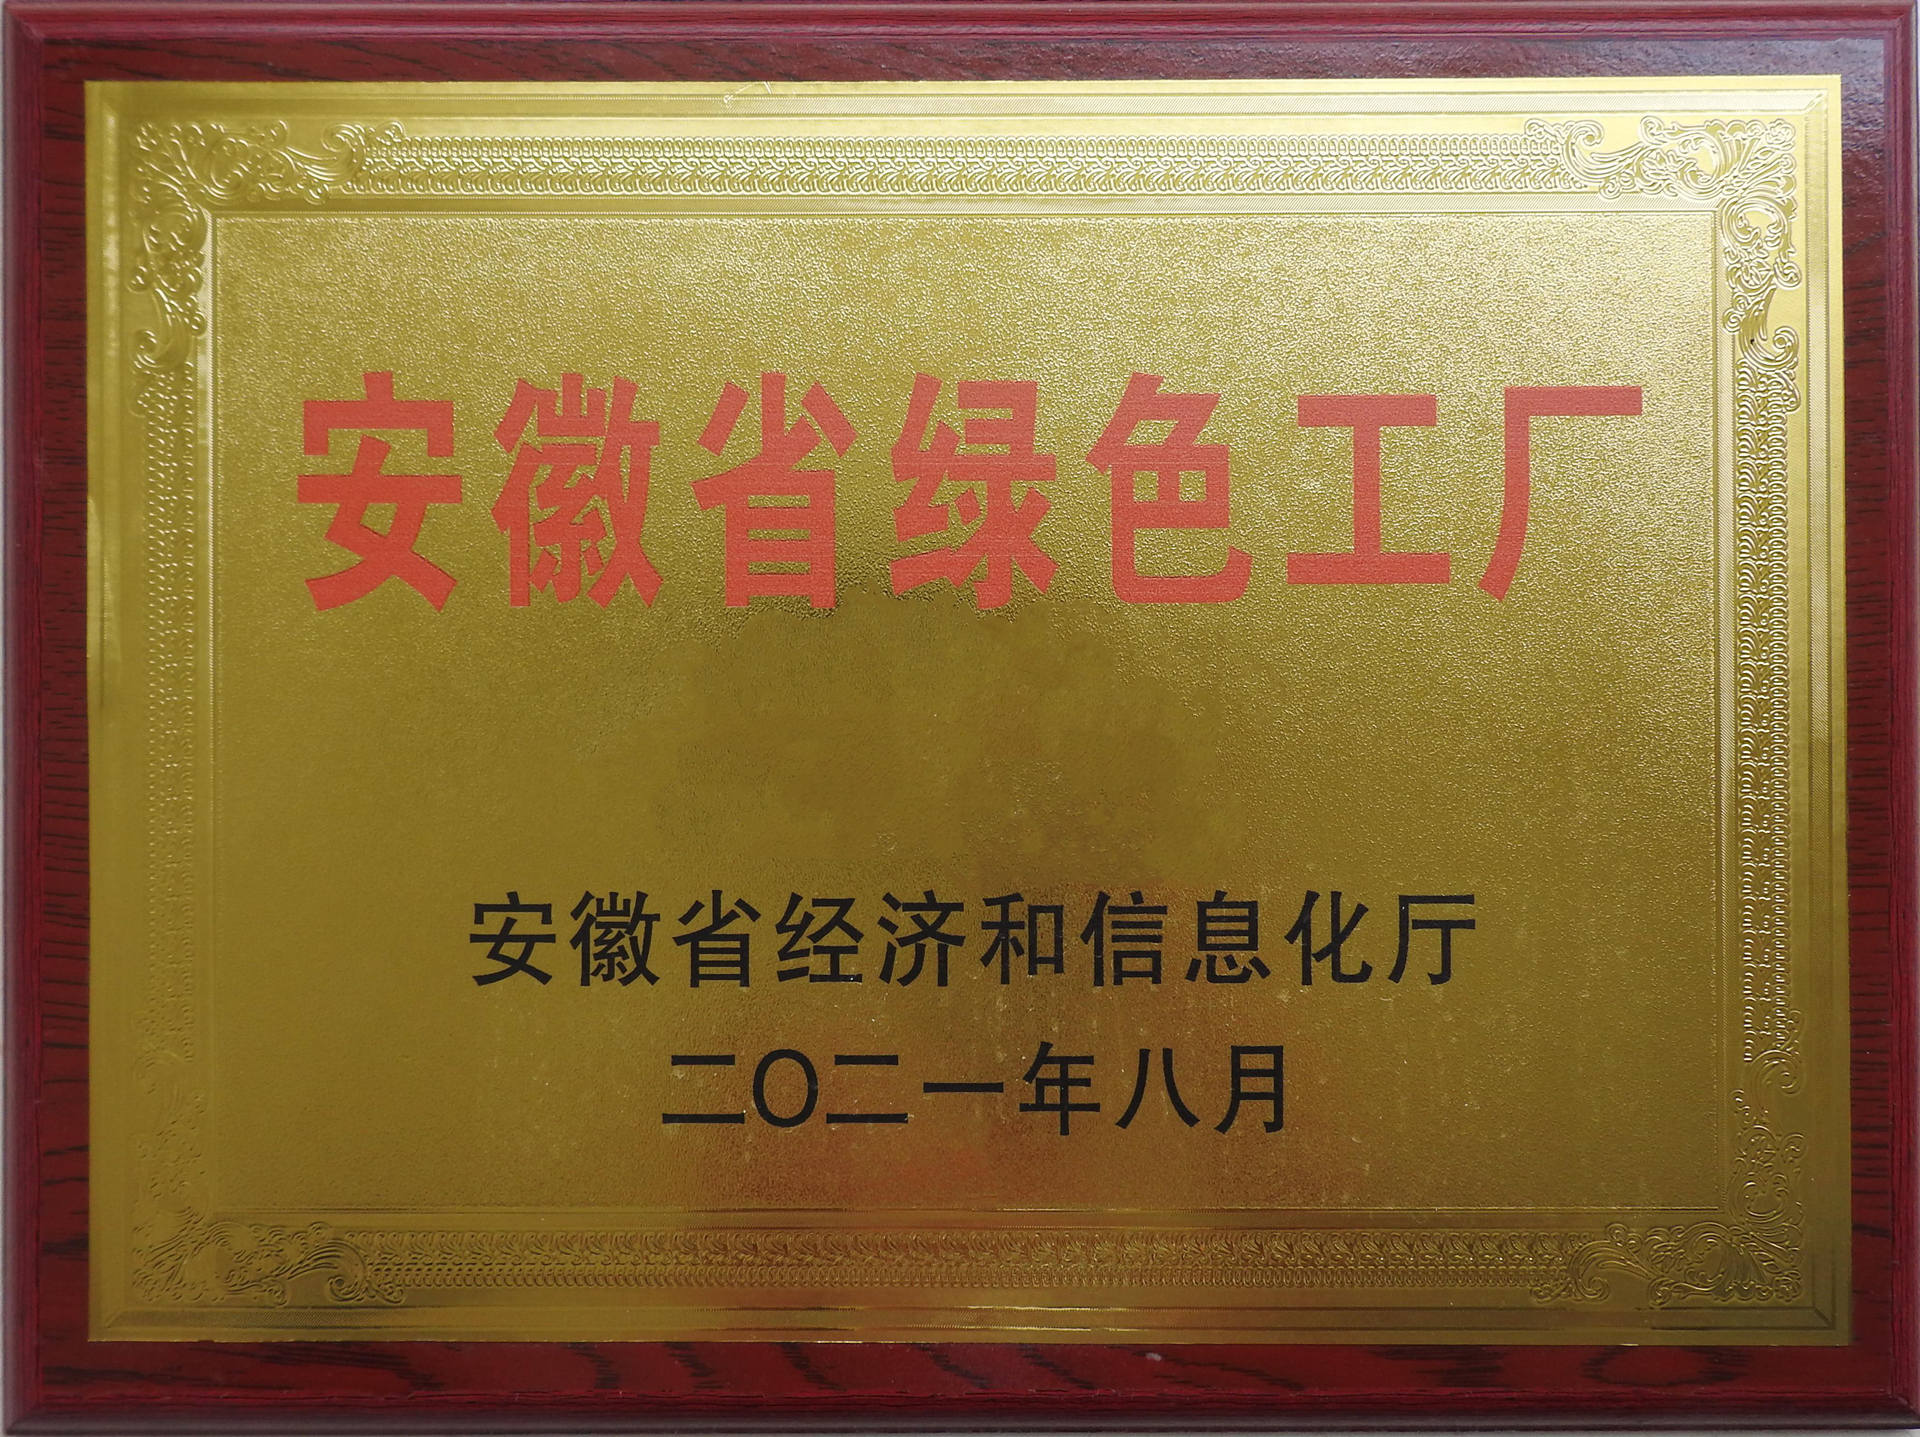 安徽省绿色工厂
安徽省经济和信息化厅
二〇二一年八月